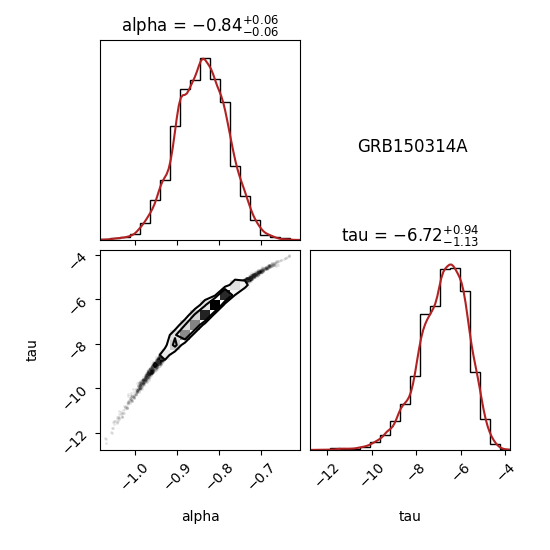 alpha = −0.84+0.06−0.06
GRB150314A
tau = −6.72+0.94−1.13
−4
−6
−8
−10
−12
tau
−1.0 −0.9 −0.8 −0.7
alpha
−12 −10 −8 −6 −4
tau